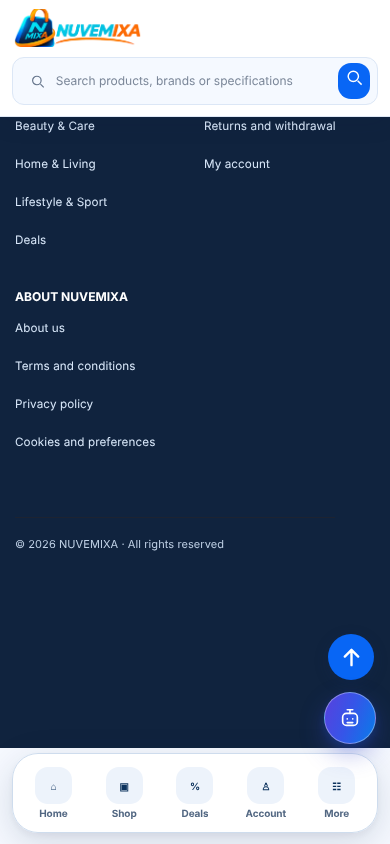 N
MIXA
NUVEMIXA
Search products, brands or specifications
Beauty & Care
Returns and withdrawal
Home & Living
My account
Lifestyle & Sport
Deals
ABOUT NUVEMIXA
About us
Terms and conditions
Privacy policy
Cookies and preferences
© 2026 NUVEMIXA · All rights reserved
%
Home
Shop
Deals
Account
More